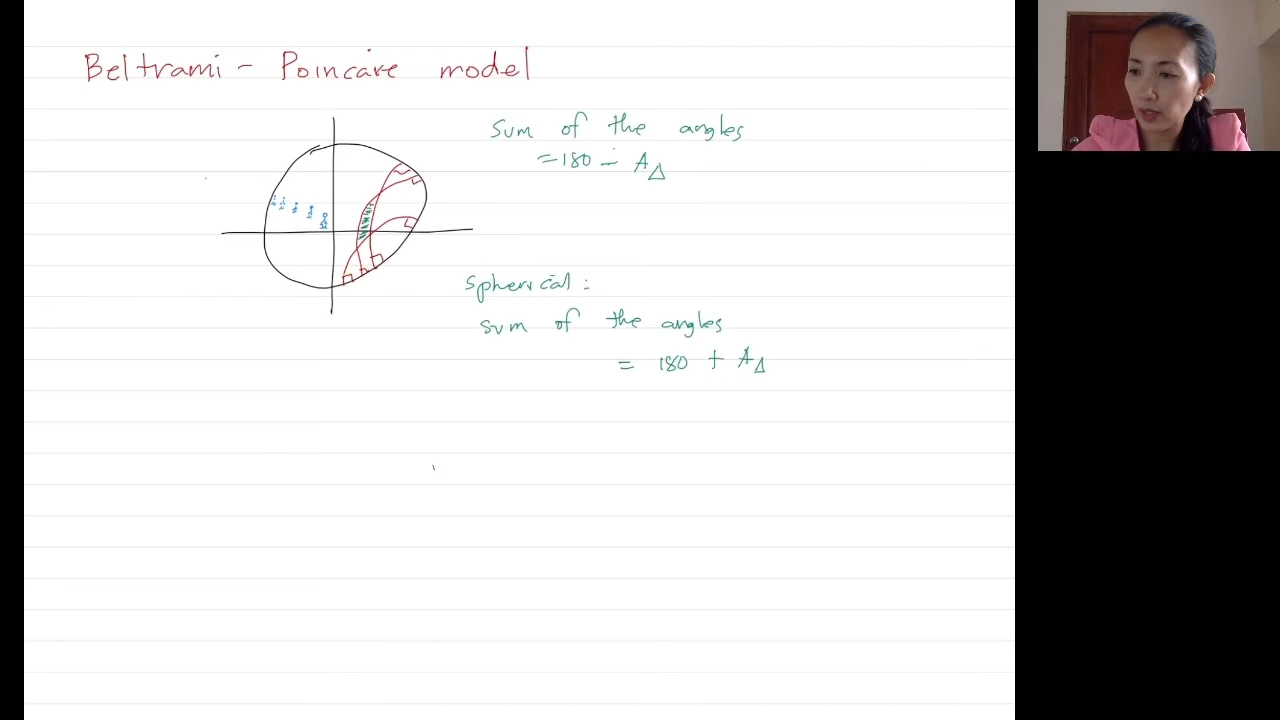 Beltrami - Poincare model
Sum of the angles
= 180 - A△
Spherical :
sum of the angles
= 180 + A△